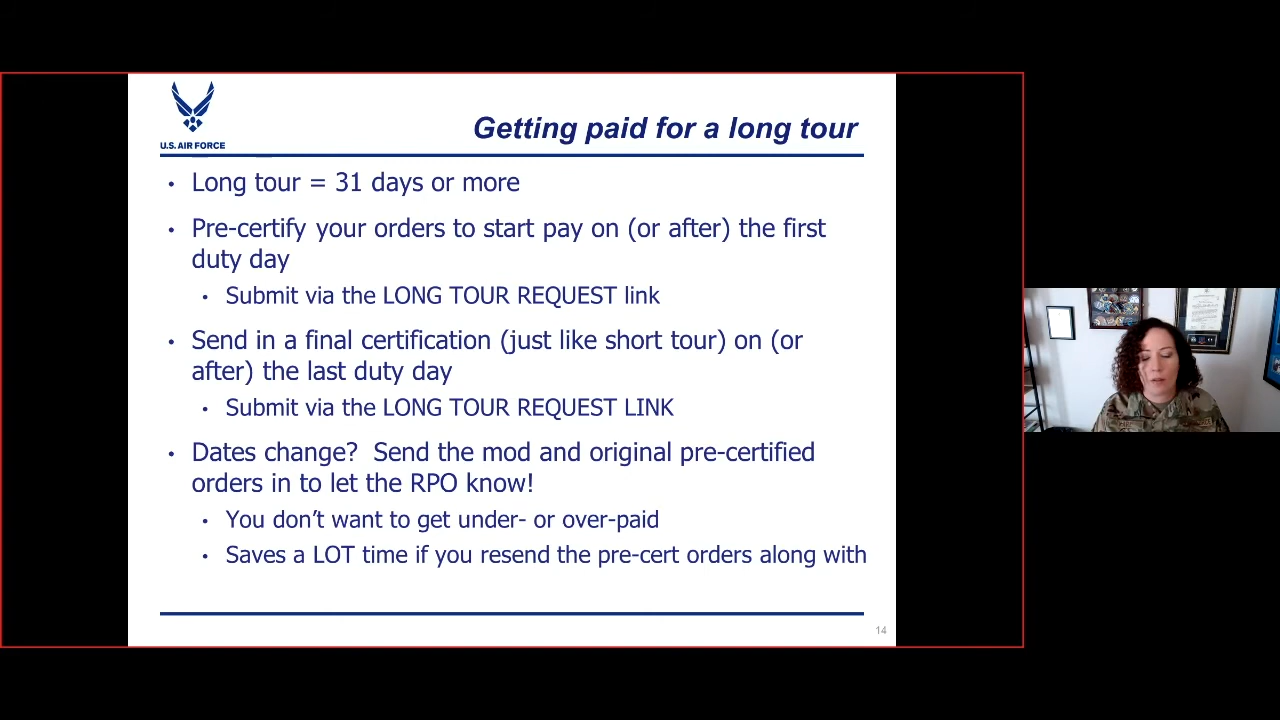 U.S. AIR FORCE
Getting paid for a long tour
• Long tour = 31 days or more
• Pre-certify your orders to start pay on (or after) the first
duty day
• Submit via the LONG TOUR REQUEST link
• Send in a final certification (just like short tour) on (or
after) the last duty day
• Submit via the LONG TOUR REQUEST LINK
• Dates change?  Send the mod and original pre-certified
orders in to let the RPO know!
• You don’t want to get under- or over-paid
• Saves a LOT time if you resend the pre-cert orders along with
14